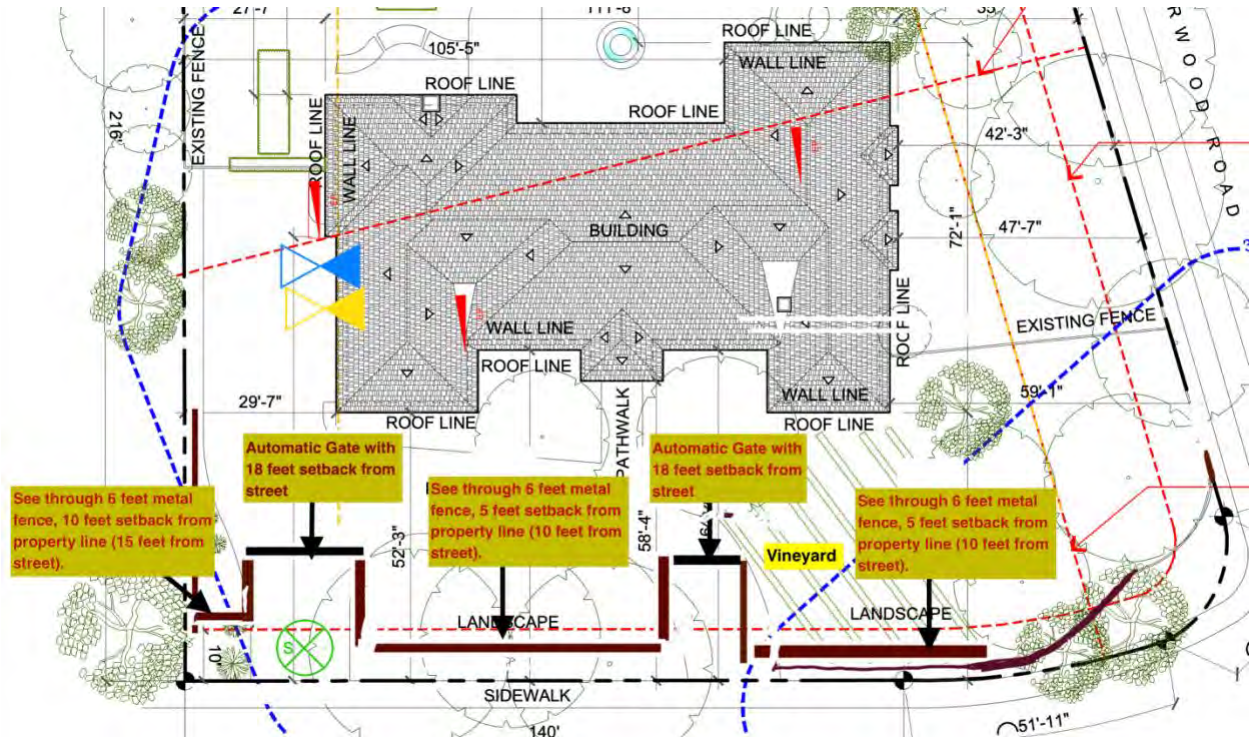 27'-7"
111'-8"
35'
ROOF LINE
105'-5"
WALL LINE
ROOF LINE
ROOF LINE
EXISTING FENCE
216'
ROOF LINE
WALL LINE
42'-3"
RWOOD ROAD
BUILDING
72'-1"
47'-7"
ROOF LINE
EXISTING FENCE
WALL LINE
ROOF LINE
WALL LINE
29'-7"
ROOF LINE
PATHWALK
ROOF LINE
59'-1"
Automatic Gate with
18 feet setback from
street
Automatic Gate with
18 feet setback from
street
See through 6 feet metal
fence, 10 feet setback from
property line (15 feet from
street).
See through 6 feet metal
fence, 5 feet setback from
property line (10 feet from
street).
See through 6 feet metal
fence, 5 feet setback from
property line (10 feet from
street).
52'-3"
58'-4"
Vineyard
LANDSCAPE
LANDSCAPE
10"
S
SIDEWALK
140'
51'-11"